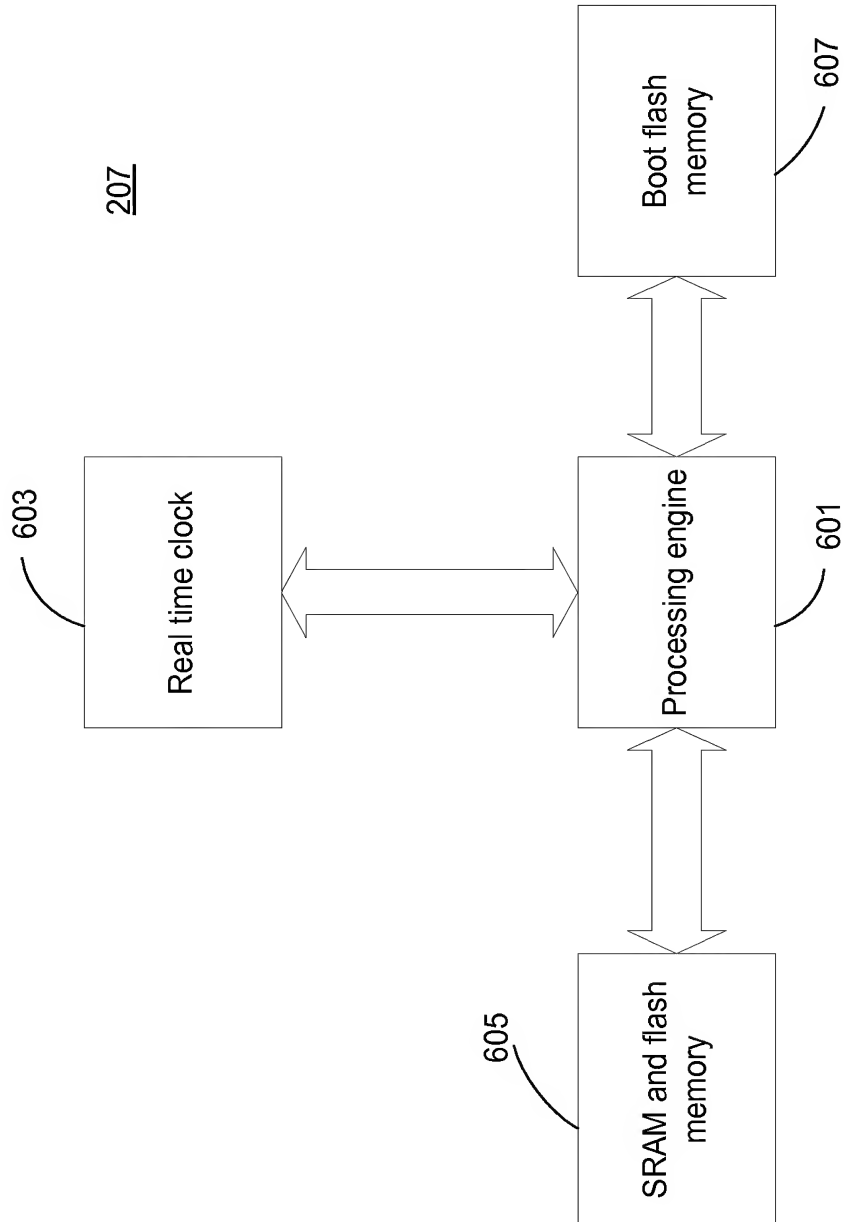 207
603
Real time clock
605
SRAM and flash
memory
Processing engine
601
Boot flash
memory
607